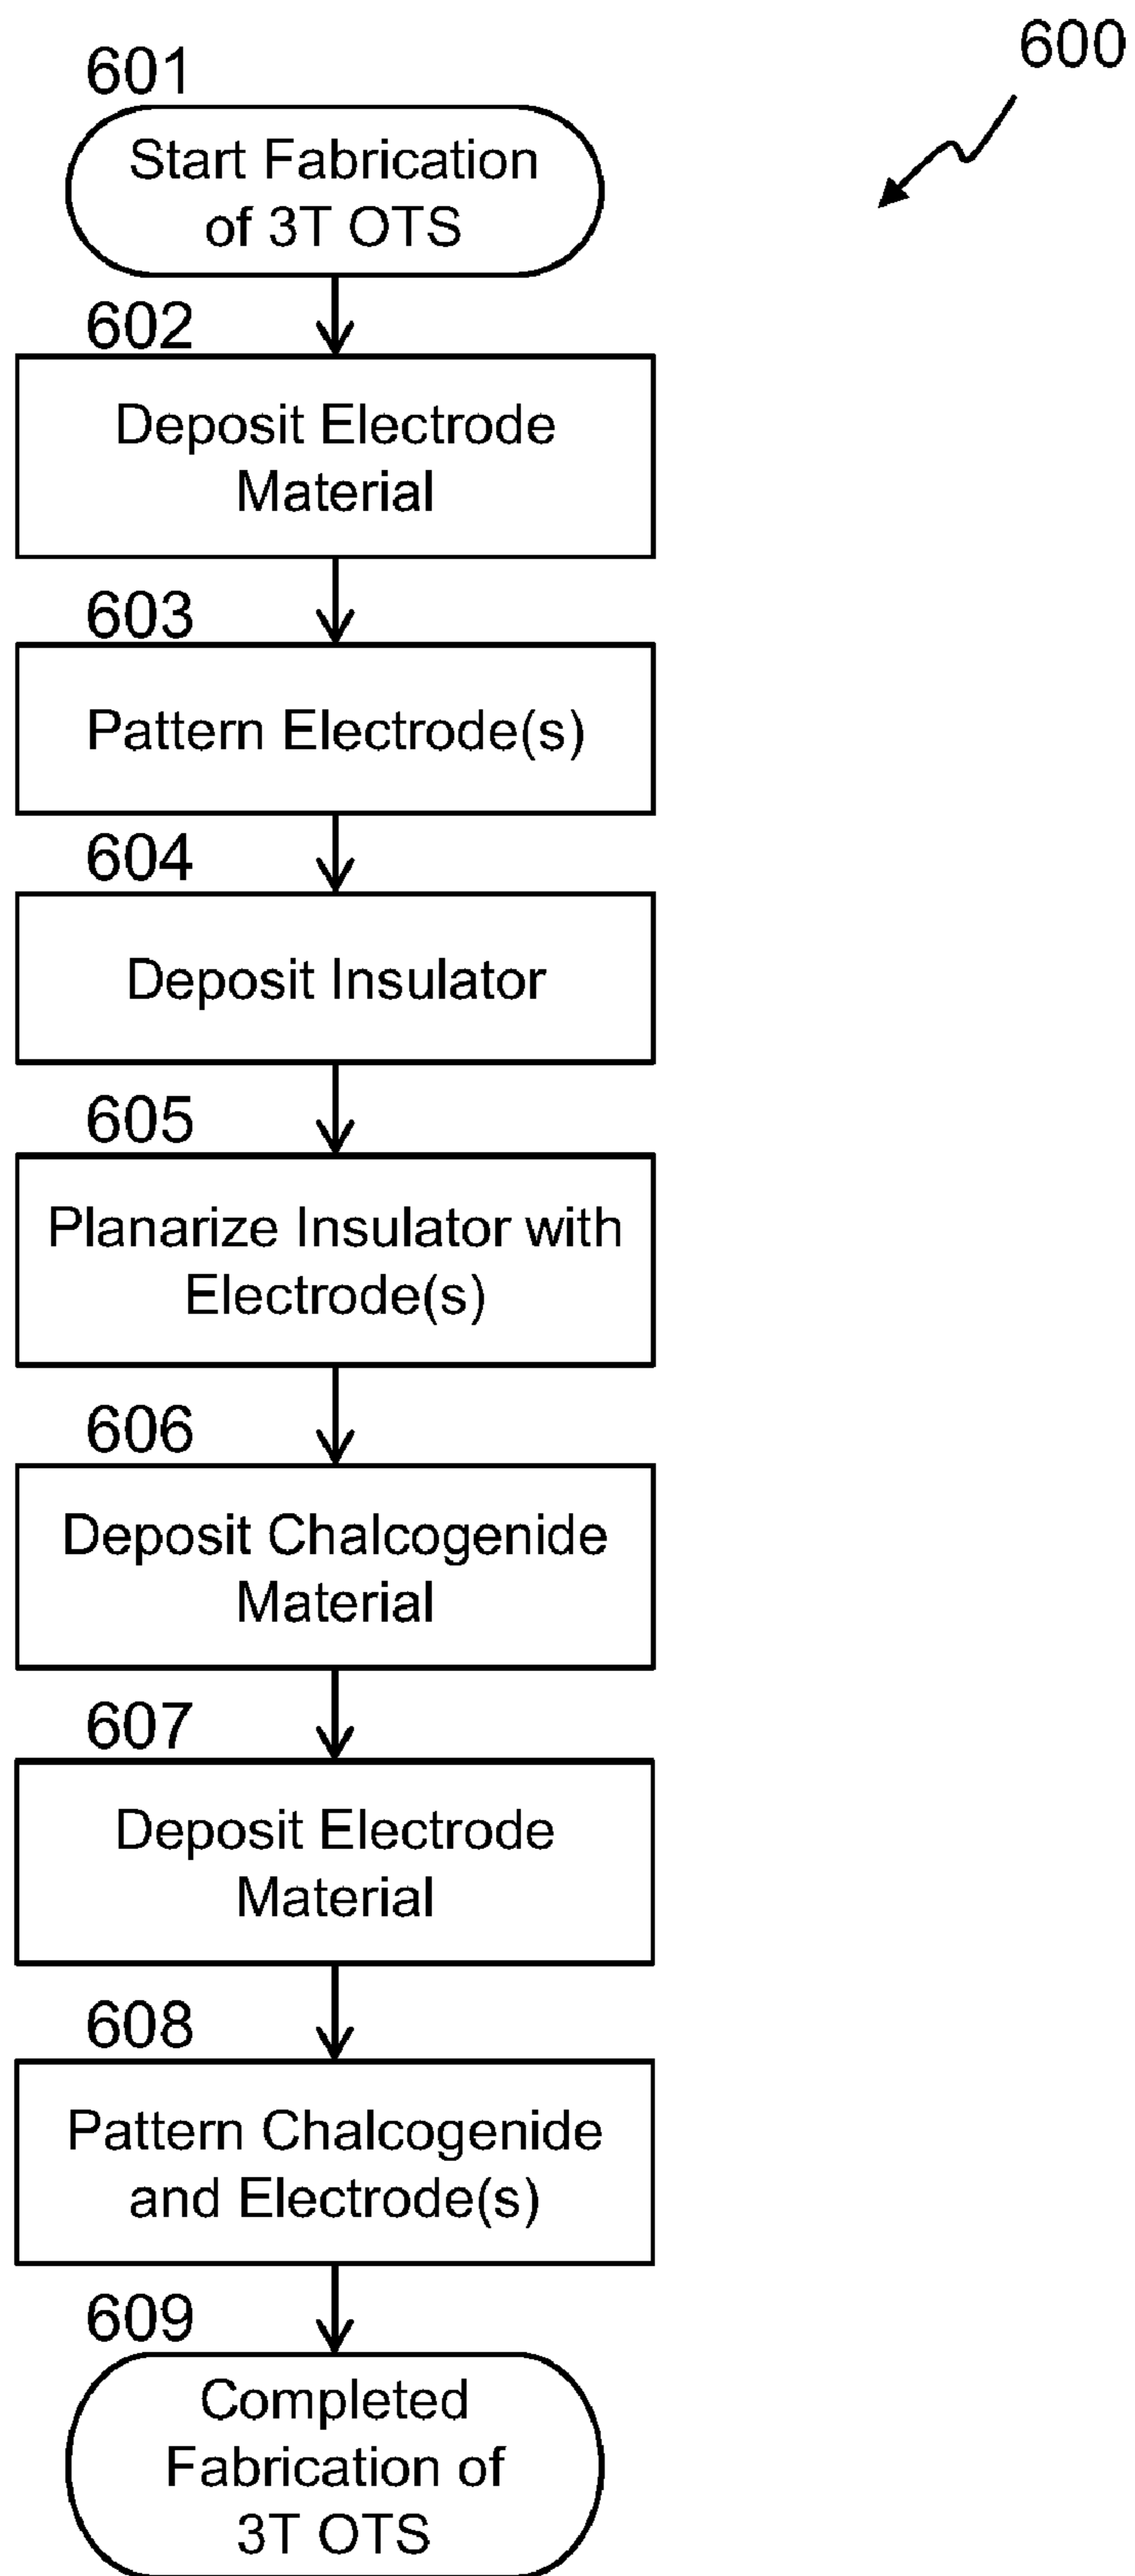 600
601
Start Fabrication
of 3T OTS
602
Deposit Electrode
Material
603
Pattern Electrode(s)
604
Deposit Insulator
605
Planarize Insulator with
Electrode(s)
606
Deposit Chalcogenide
Material
607
Deposit Electrode
Material
608
Pattern Chalcogenide
and Electrode(s)
609
Completed
Fabrication of
3T OTS